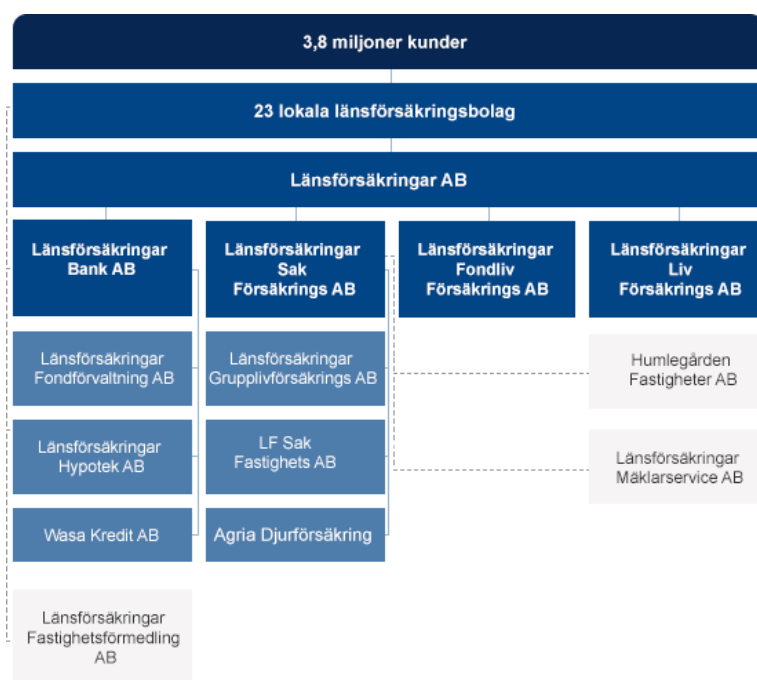 3,8 miljoner kunder
23 lokala länsförsäkringsbolag
Länsförsäkringar AB
Länsförsäkringar
Bank AB
Länsförsäkringar
Sak
Försäkrings AB
Länsförsäkringar
Fondliv
Försäkrings AB
Länsförsäkringar
Liv
Försäkrings AB
Länsförsäkringar
Fondförvaltning AB
Länsförsäkringar
Grupplivförsäkrings AB
Humlegården
Fastigheter AB
Länsförsäkringar
Hypotek AB
LF Sak
Fastighets AB
Länsförsäkringar
Mäklarservice AB
Wasa Kredit AB
Agria Djurförsäkring
Länsförsäkringar
Fastighetsförmedling
AB